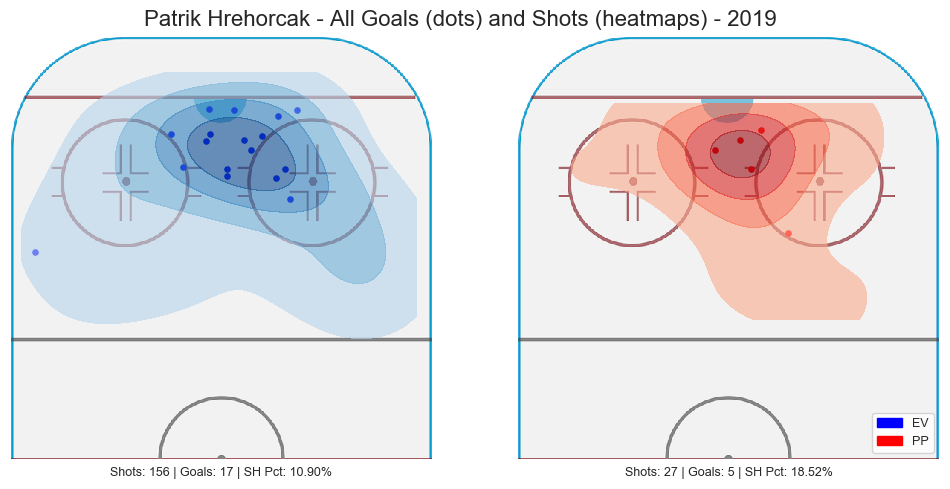 Patrik Hrehorcak - All Goals (dots) and Shots (heatmaps) - 2019
EV
PP
Shots: 156 | Goals: 17 | SH Pct: 10.90%
Shots: 27 | Goals: 5 | SH Pct: 18.52%